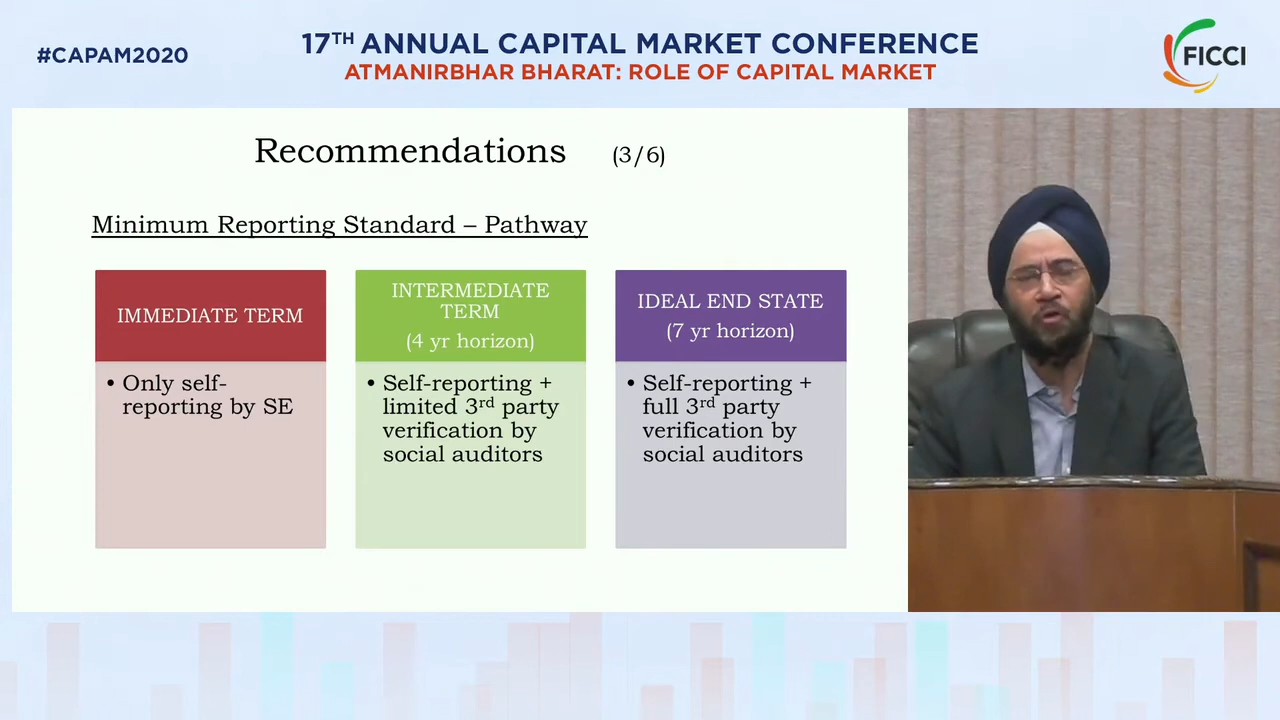 #CAPAM2020
17TH ANNUAL CAPITAL MARKET CONFERENCE
ATMANIRBHAR BHARAT: ROLE OF CAPITAL MARKET
FICCI
Recommendations (3/6)
Minimum Reporting Standard – Pathway
IMMEDIATE TERM
• Only self-
reporting by SE
INTERMEDIATE
TERM
(4 yr horizon)
• Self-reporting +
limited 3rd party
verification by
social auditors
IDEAL END STATE
(7 yr horizon)
• Self-reporting +
full 3rd party
verification by
social auditors